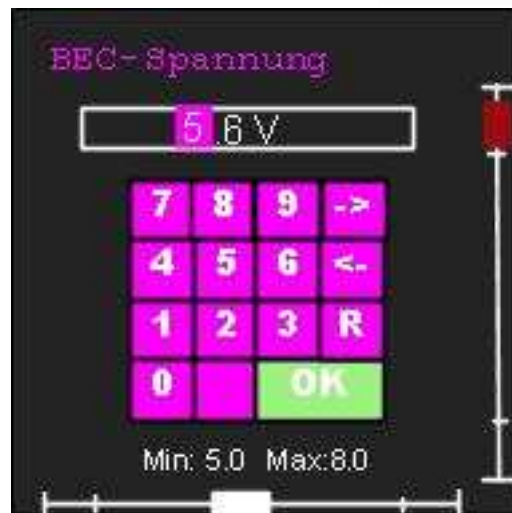 BEC-Spannung
5.6 V
7 8 9 ->
4 5 6 <-
1 2 3 R
0 OK
Min: 5.0 Max:8.0